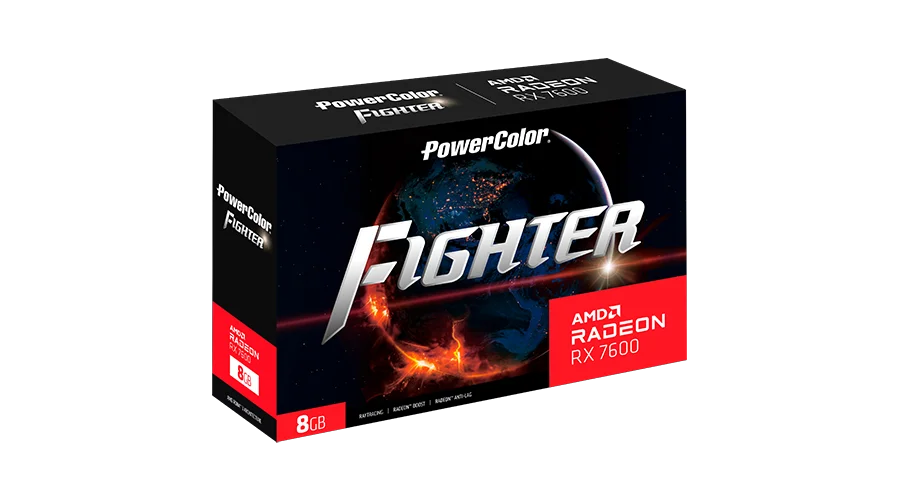 PowerColor
FIGHTER
AMD
RADEON
RX 7600
PowerColor
FIGHTER
AMD
RADEON
RX 7600
8GB
PowerColor
FIGHTER
AMD
RADEON
RX 7600
8GB
RAYTRACING | RADEON™ BOOST | RADEON™ ANTI-LAG